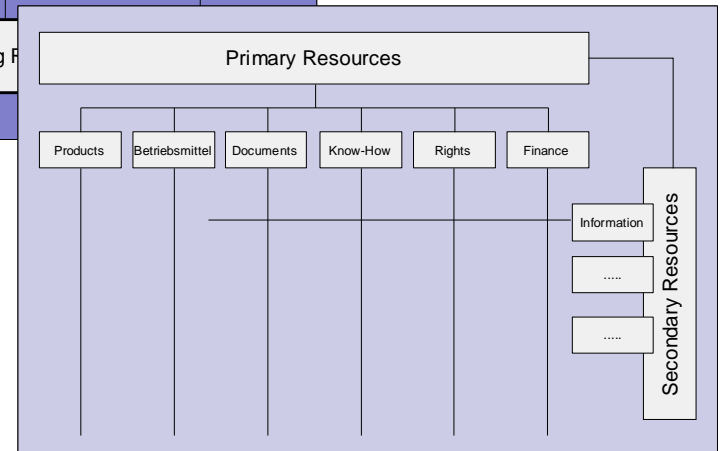 Primary Resources
Products
Betriebsmittel
Documents
Know-How
Rights
Finance
Information
.....
.....
Secondary Resources